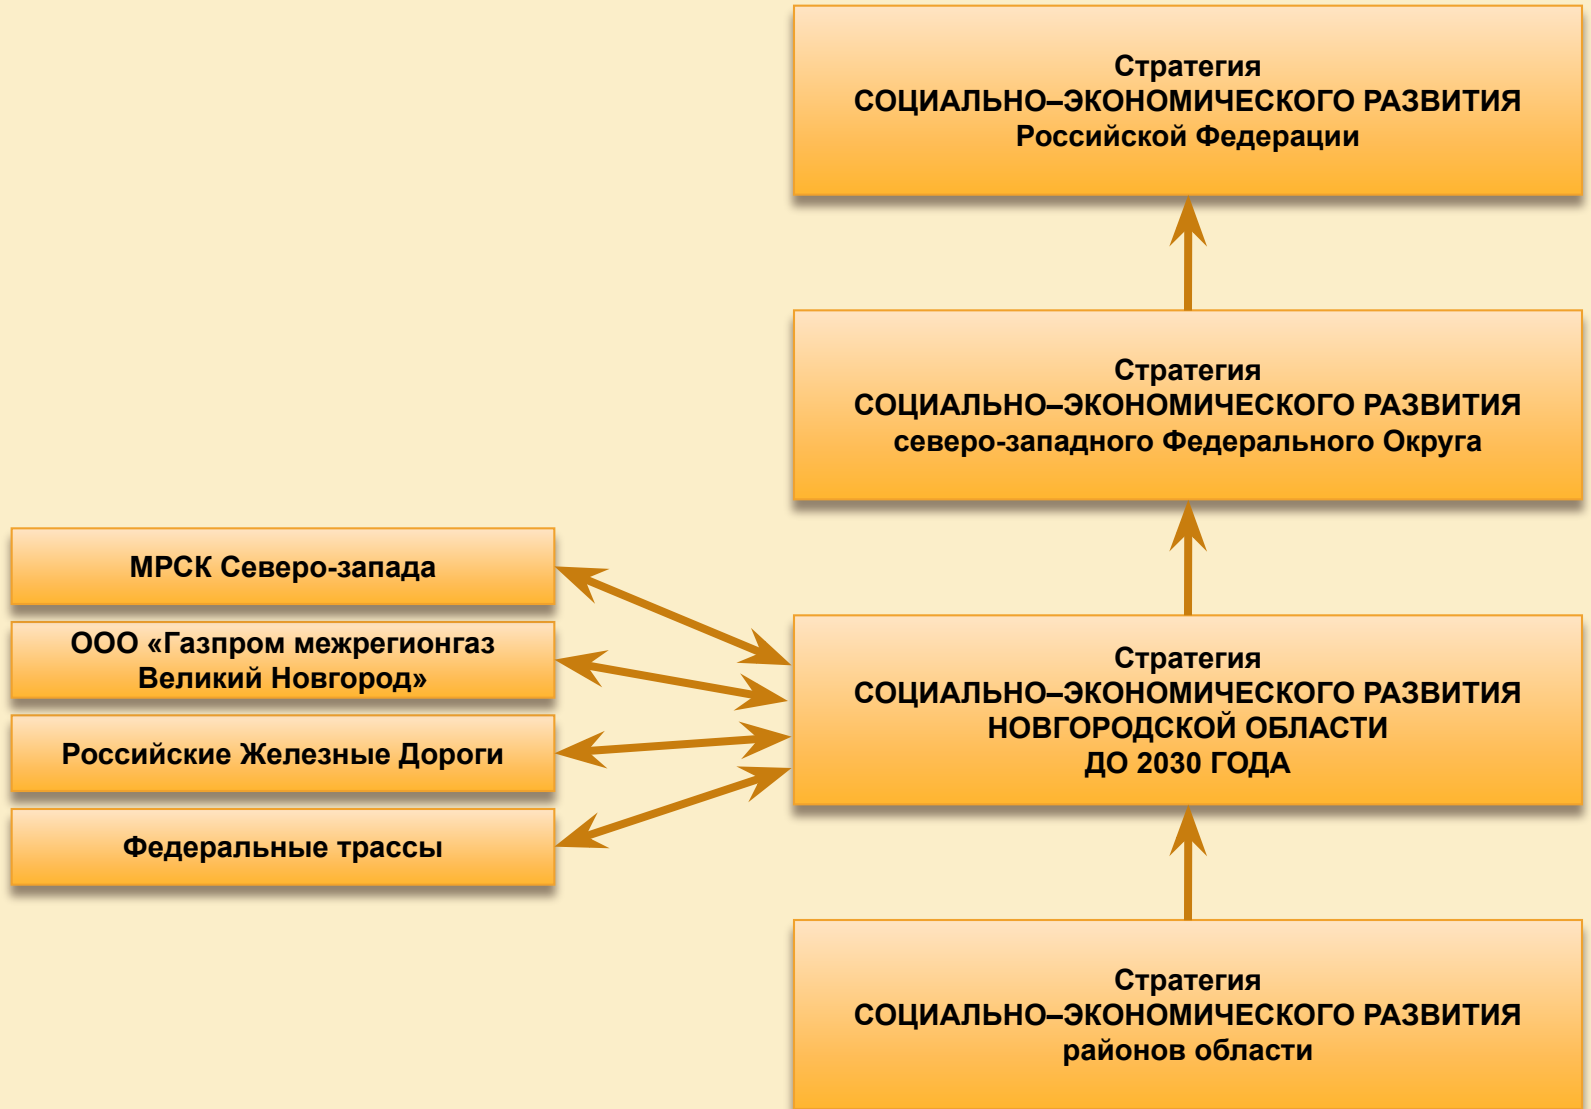 Стратегия
СОЦИАЛЬНО–ЭКОНОМИЧЕСКОГО РАЗВИТИЯ
Российской Федерации
Стратегия
СОЦИАЛЬНО–ЭКОНОМИЧЕСКОГО РАЗВИТИЯ
северо-западного Федерального Округа
МРСК Северо-запада
ООО «Газпром межрегионгаз
Великий Новгород»
Российские Железные Дороги
Федеральные трассы
Стратегия
СОЦИАЛЬНО–ЭКОНОМИЧЕСКОГО РАЗВИТИЯ
НОВГОРОДСКОЙ ОБЛАСТИ
ДО 2030 ГОДА
Стратегия
СОЦИАЛЬНО–ЭКОНОМИЧЕСКОГО РАЗВИТИЯ
районов области